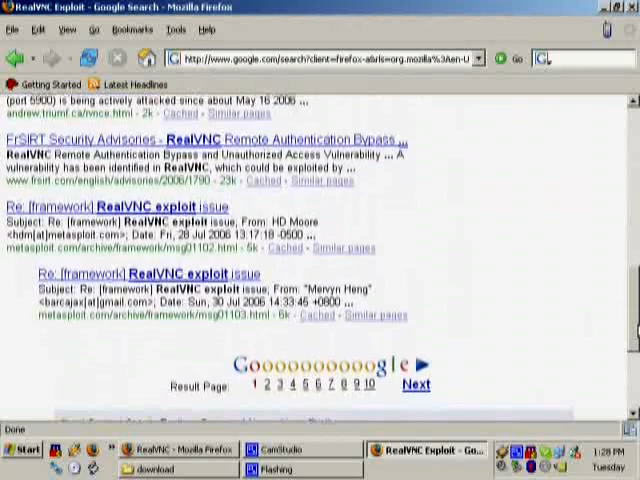 RealVNC Exploit - Google Search - Mozilla Firefox
File Edit View Go Bookmarks Tools Help
http://www.google.com/search?client=firefox-a&rls=org.mozilla%3Aen-U
Go
Getting Started Latest Headlines
(port 5900) is being actively attacked since about May 16 2006 ...
andrew.triumf.ca/rvnce.html - 2k - Cached - Similar pages
FrSIRT Security Advisories - RealVNC Remote Authentication Bypass ...
RealVNC Remote Authentication Bypass and Unauthorized Access Vulnerability ... A
vulnerability has been identified in RealVNC, which could be exploited by ...
www.frsirt.com/english/advisories/2006/1790 - 23k - Cached - Similar pages
Re: [framework] RealVNC exploit issue
Subject: Re: [framework] RealVNC exploit issue; From: HD Moore
<hdm[at]metasploit.com>; Date: Fri, 28 Jul 2006 13:17:18 -0500 ...
metasploit.com/archive/framework/msg01102.html - 6k - Cached - Similar pages
Re: [framework] RealVNC exploit issue
Subject: Re: [framework] RealVNC exploit issue; From: "Mervyn Heng"
<barcajax[at]gmail.com>; Date: Sun, 30 Jul 2006 14:33:45 +0800 ...
metasploit.com/archive/framework/msg01103.html - 6k - Cached - Similar pages
Goooooooooogle
Result Page: 1 2 3 4 5 6 7 8 9 10 Next
Done
Start
RealVNC - Mozilla Firefox
CamStudio
RealVNC Exploit - Go...
1:28 PM
download
Flashing
Tuesday